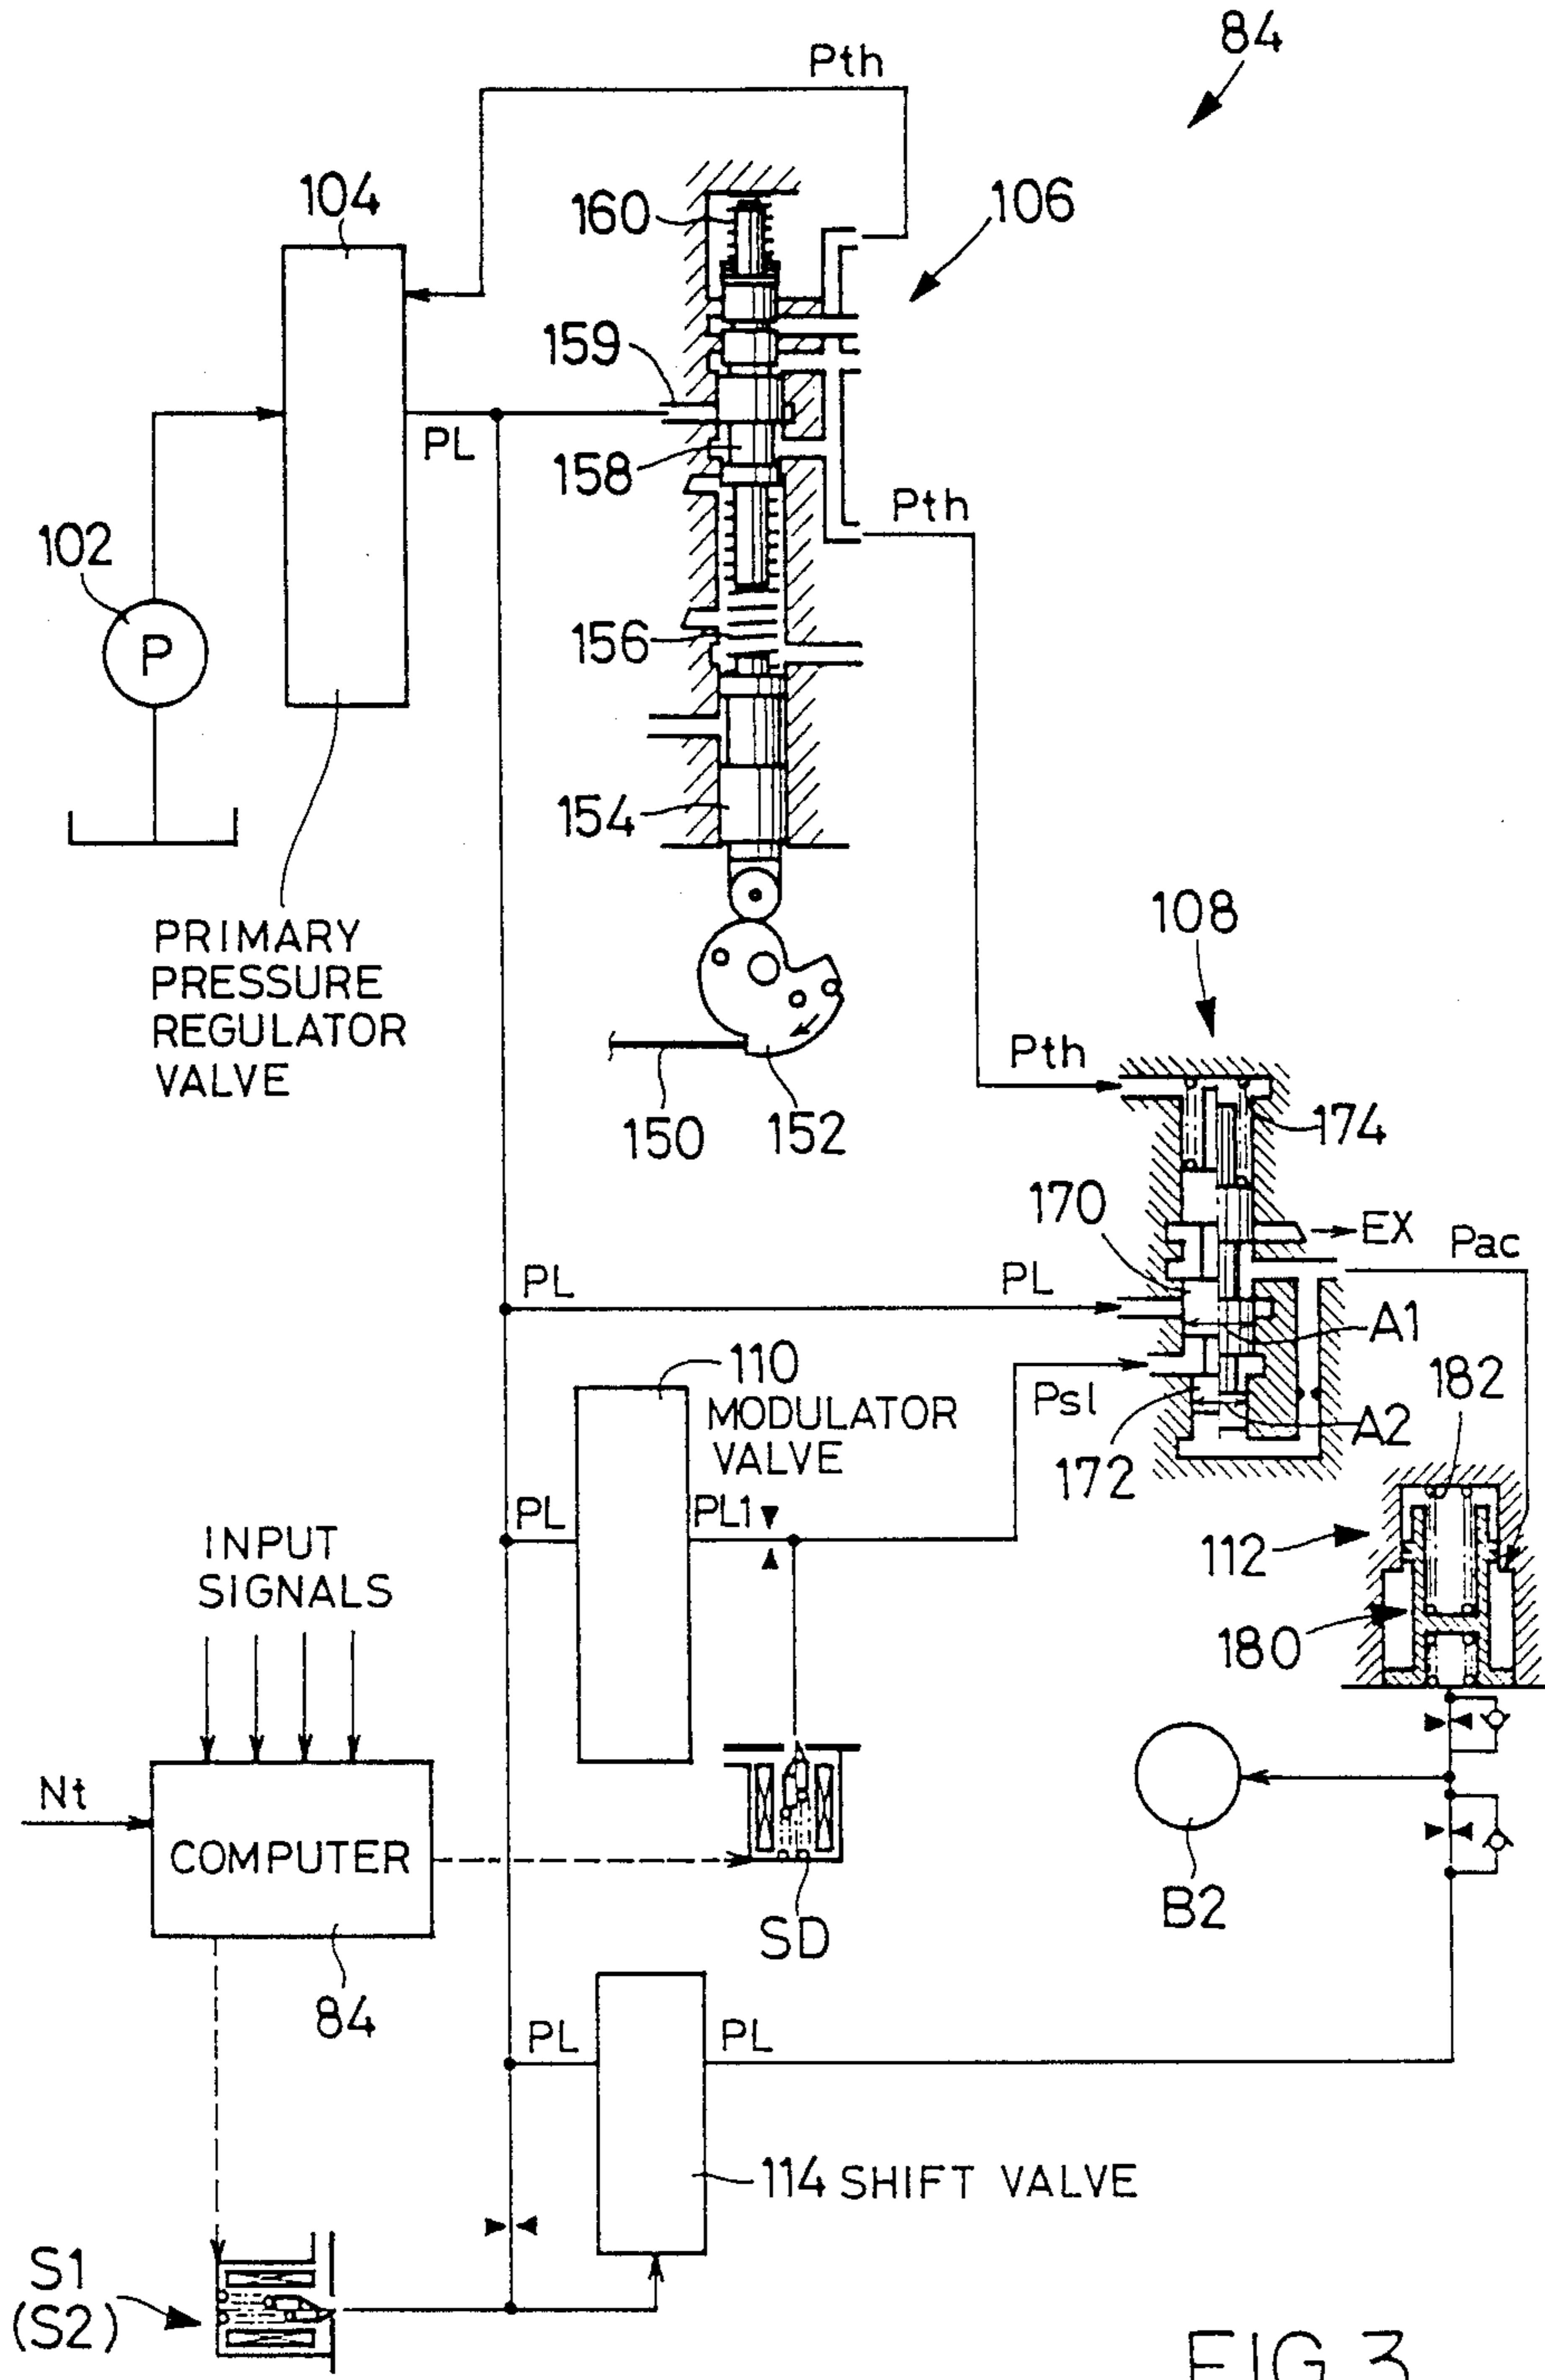 84
Pth
104
160
106
159
PL
158
Pth
102
P
156
154
PRIMARY
PRESSURE
REGULATOR
VALVE
108
Pth
150
152
174
170
EX
Pac
PL
PL
A1
110
MODULATOR
VALVE
Psl
182
A2
172
PL
PL1
INPUT
SIGNALS
112
180
Nt
COMPUTER
B2
SD
84
PL
PL
114 SHIFT VALVE
S1
(S2)
FIG.3